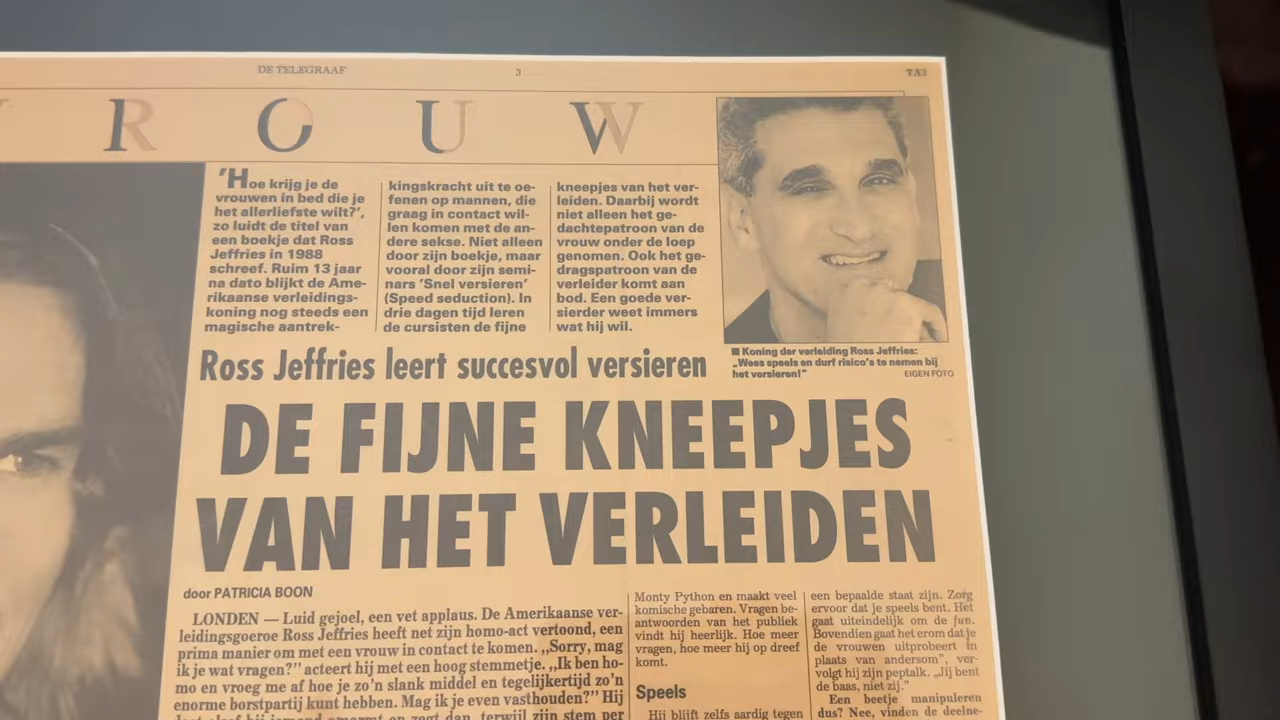 DE TELEGRAAF 3 TA3
ROUW
'Hoe krijg je de
vrouwen in bed die je
het allerliefste wilt?',
zo luidt de titel van
een boekje dat Ross
Jeffries in 1988
schreef. Ruim 13 jaar
na dato blijkt de Ame-
rikaanse verleidings-
koning nog steeds een
magische aantrek-
kingskracht uit te oe-
fenen op mannen, die
graag in contact wil-
len komen met de an-
dere sekse. Niet alleen
door zijn boekje, maar
vooral door zijn semi-
nars 'Snel versieren'
(Speed seduction). In
drie dagen tijd leren
de cursisten de fijne
kneepjes van het ver-
leiden. Daarbij wordt
niet alleen het ge-
dachtepatroon van de
vrouw onder de loep
genomen. Ook het ge-
dragspatroon van de
verleider komt aan
bod. Een goede ver-
sierder weet immers
wat hij wil.
■ Koning der verleiding Ross Jeffries:
„Wees speels en durf risico's te nemen bij
het versieren!"
EIGEN FOTO
Ross Jeffries leert succesvol versieren
DE FIJNE KNEEPJES
VAN HET VERLEIDEN
door PATRICIA BOON
LONDEN — Luid gejoel, een vet applaus. De Amerikaanse ver-
leidingsgoeroe Ross Jeffries heeft net zijn homo-act vertoond, een
prima manier om met een vrouw in contact te komen. „Sorry, mag
ik je wat vragen?" acteert hij met een hoog stemmetje. „Ik ben ho-
mo en vroeg me af hoe je zo'n slank middel en tegelijkertijd zo'n
enorme borstpartij kunt hebben. Mag ik je even vasthouden?" Hij
zijn stem per
Monty Python en maakt veel
komische gebaren. Vragen be-
antwoorden van het publiek
vindt hij heerlijk. Hoe meer
vragen, hoe meer hij op dreef
komt.
Speels
Hij blijft zelfs aardig tegen
een bepaalde staat zijn. Zorg
ervoor dat je speels bent. Het
gaat uiteindelijk om de fun.
Bovendien gaat het erom dat je
de vrouwen uitprobeert in
plaats van andersom", ver-
volgt hij zijn peptalk. „Jij bent
de baas, niet zij."
Een beetje manipuleren
dus? Nee, vinden de deelne-